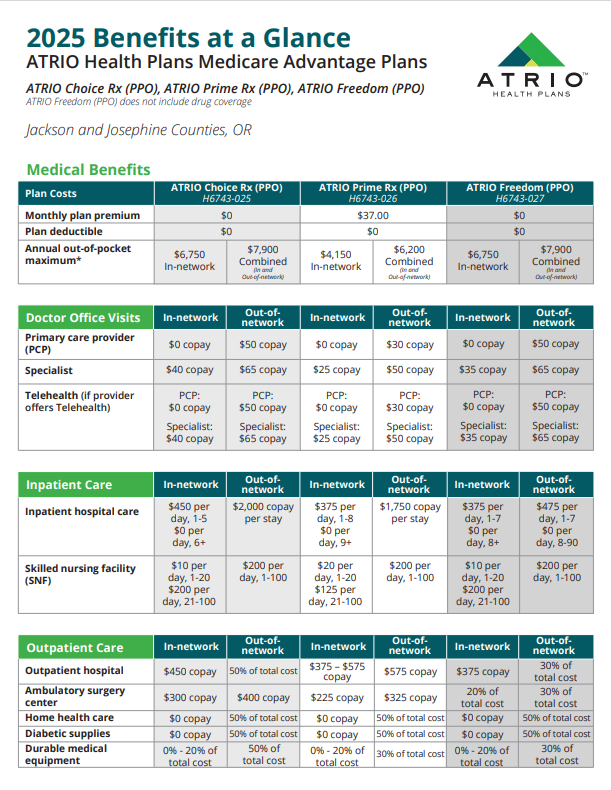 2025 Benefits at a Glance
ATRIO Health Plans Medicare Advantage Plans
ATRIO Choice Rx (PPO), ATRIO Prime Rx (PPO), ATRIO Freedom (PPO)
ATRIO Freedom (PPO) does not include drug coverage
Jackson and Josephine Counties, OR
ATRIO™
HEALTH PLANS
Medical Benefits
Plan Costs | ATRIO Choice Rx (PPO) H6743-025 | ATRIO Prime Rx (PPO) H6743-026 | ATRIO Freedom (PPO) H6743-027
Monthly plan premium | $0 | $37.00 | $0
Plan deductible | $0 | $0 | $0
Annual out-of-pocket maximum* | $6,750 In-network | $7,900 Combined (In and Out-of-network) | $4,150 In-network | $6,200 Combined (In and Out-of-network) | $6,750 In-network | $7,900 Combined (In and Out-of-network)
Doctor Office Visits | In-network | Out-of-network | In-network | Out-of-network | In-network | Out-of-network
Primary care provider (PCP) | $0 copay | $50 copay | $0 copay | $30 copay | $0 copay | $50 copay
Specialist | $40 copay | $65 copay | $25 copay | $50 copay | $35 copay | $65 copay
Telehealth (if provider offers Telehealth) | PCP: $0 copay Specialist: $40 copay | PCP: $50 copay Specialist: $65 copay | PCP: $0 copay Specialist: $25 copay | PCP: $30 copay Specialist: $50 copay | PCP: $0 copay Specialist: $35 copay | PCP: $50 copay Specialist: $65 copay
Inpatient Care | In-network | Out-of-network | In-network | Out-of-network | In-network | Out-of-network
Inpatient hospital care | $450 per day, 1-5 $0 per day, 6+ | $2,000 copay per stay | $375 per day, 1-8 $0 per day, 9+ | $1,750 copay per stay | $375 per day, 1-7 $0 per day, 8+ | $475 per day, 1-7 $0 per day, 8-90
Skilled nursing facility (SNF) | $10 per day, 1-20 $200 per day, 21-100 | $200 per day, 1-100 | $20 per day, 1-20 $125 per day, 21-100 | $200 per day, 1-100 | $10 per day, 1-20 $200 per day, 21-100 | $200 per day, 1-100
Outpatient Care | In-network | Out-of-network | In-network | Out-of-network | In-network | Out-of-network
Outpatient hospital | $450 copay | 50% of total cost | $375 – $575 copay | $575 copay | $375 copay | 30% of total cost
Ambulatory surgery center | $300 copay | $400 copay | $225 copay | $325 copay | 20% of total cost | 30% of total cost
Home health care | $0 copay | 50% of total cost | $0 copay | 50% of total cost | $0 copay | 50% of total cost
Diabetic supplies | $0 copay | 50% of total cost | $0 copay | 50% of total cost | $0 copay | 50% of total cost
Durable medical equipment | 0% - 20% of total cost | 50% of total cost | 0% - 20% of total cost | 30% of total cost | 0% - 20% of total cost | 30% of total cost